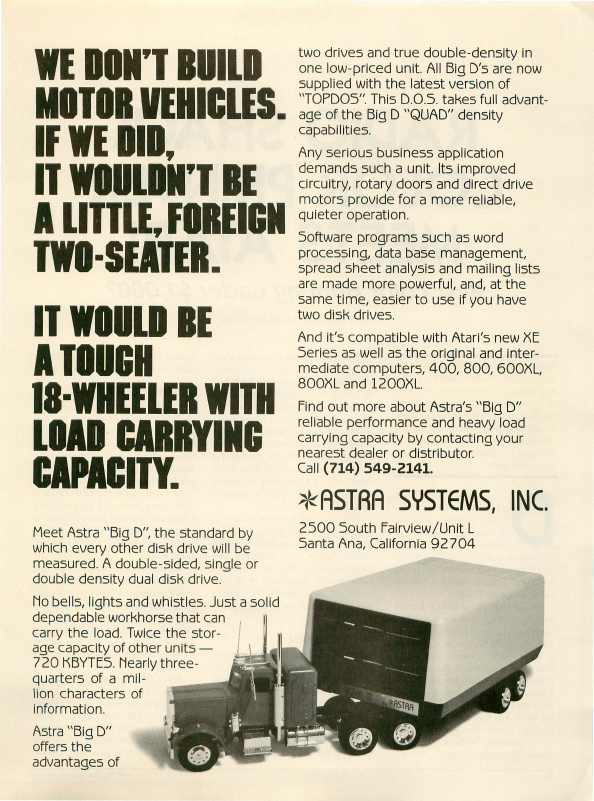 WE DON'T BUILD
MOTOR VEHICLES.
IF WE DID,
IT WOULDN'T BE
A LITTLE, FOREIGN
TWO-SEATER.
IT WOULD BE
A TOUGH
18-WHEELER WITH
LOAD CARRYING
CAPACITY.
Meet Astra "Big D", the standard by
which every other disk drive will be
measured. A double-sided, single or
double density dual disk drive.
No bells, lights and whistles. Just a solid
dependable workhorse that can
carry the load. Twice the stor-
age capacity of other units —
720 KBYTES. Nearly three-
quarters of a mil-
lion characters of
information.
Astra "Big D"
offers the
advantages of
two drives and true double-density in
one low-priced unit. All Big D's are now
supplied with the latest version of
"TOPDOS". This D.O.S. takes full advant-
age of the Big D "QUAD" density
capabilities.
Any serious business application
demands such a unit. Its improved
circuitry, rotary doors and direct drive
motors provide for a more reliable,
quieter operation.
Software programs such as word
processing, data base management,
spread sheet analysis and mailing lists
are made more powerful, and, at the
same time, easier to use if you have
two disk drives.
And it's compatible with Atari's new XE
Series as well as the original and inter-
mediate computers, 400, 800, 600XL,
800XL and 1200XL.
Find out more about Astra's "Big D"
reliable performance and heavy load
carrying capacity by contacting your
nearest dealer or distributor.
Call (714) 549-2141.
ASTRA SYSTEMS, INC.
2500 South Fairview/Unit L
Santa Ana, California 92704
ASTRA